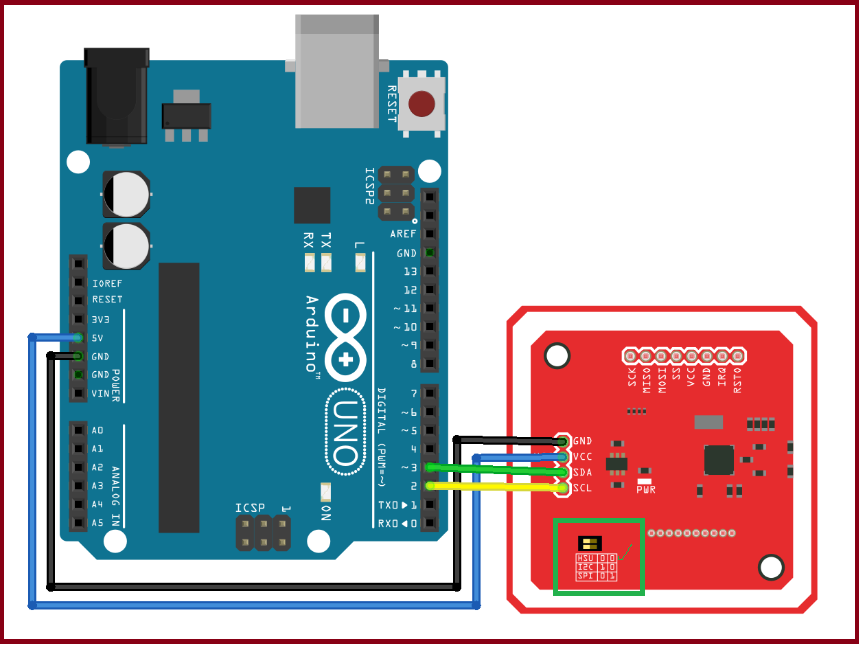 RESET
ICSP2
AREF
GND
13
12
~11
~10
~9
8
7
~6
~5
4
~3
2
TX0▶1
RX0◀0
RX
TX
L
Arduino™
UNO
DIGITAL (PWM=~)
IOREF
RESET
3V3
5V
GND
GND
VIN
POWER
A0
A1
A2
A3
A4
A5
ANALOG IN
ICSP
1
ON
SCK
MISO
MOSI
SS
VCC
GND
IRQ
RSTO
GND
VCC
SDA
SCL
PWR
HSU 0 0
I2C 1 0
SPI 0 1